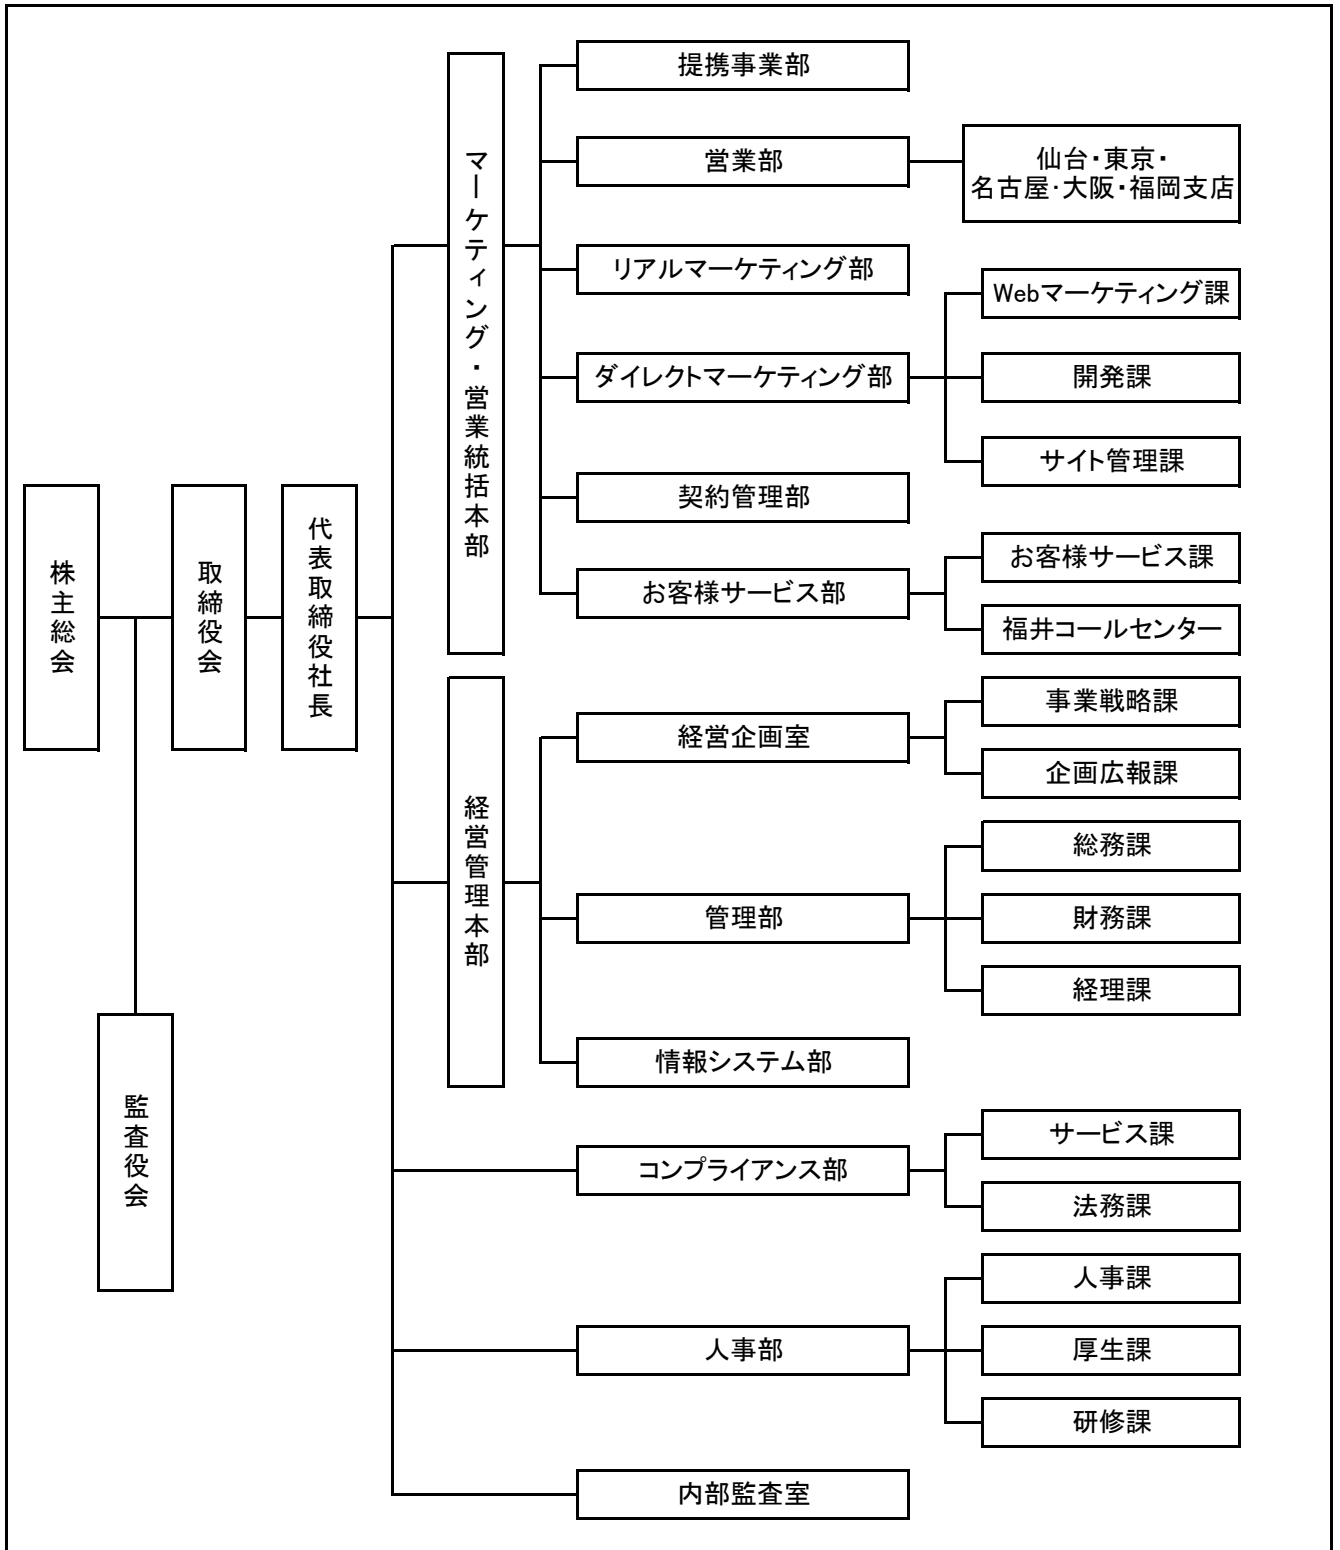 株主総会
監査役会
取締役会
代表取締役社長
マーケティング・営業統括本部
提携事業部
営業部
仙台・東京・
名古屋・大阪・福岡支店
リアルマーケティング部
ダイレクトマーケティング部
Webマーケティング課
開発課
サイト管理課
契約管理部
お客様サービス部
お客様サービス課
福井コールセンター
経営管理本部
経営企画室
事業戦略課
企画広報課
管理部
総務課
財務課
経理課
情報システム部
コンプライアンス部
サービス課
法務課
人事部
人事課
厚生課
研修課
内部監査室